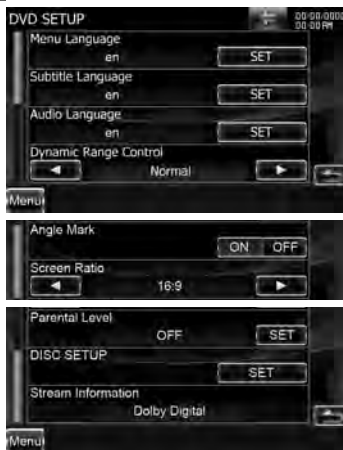 DVD SETUP
00-00-0000
00:00 PM
Menu Language
en SET
Subtitle Language
en SET
Audio Language
en SET
Dynamic Range Control
Normal
Menu
Angle Mark
ON OFF
Screen Ratio
16:9
Parental Level
OFF SET
DISC SETUP
SET
Stream Information
Dolby Digital
Menu